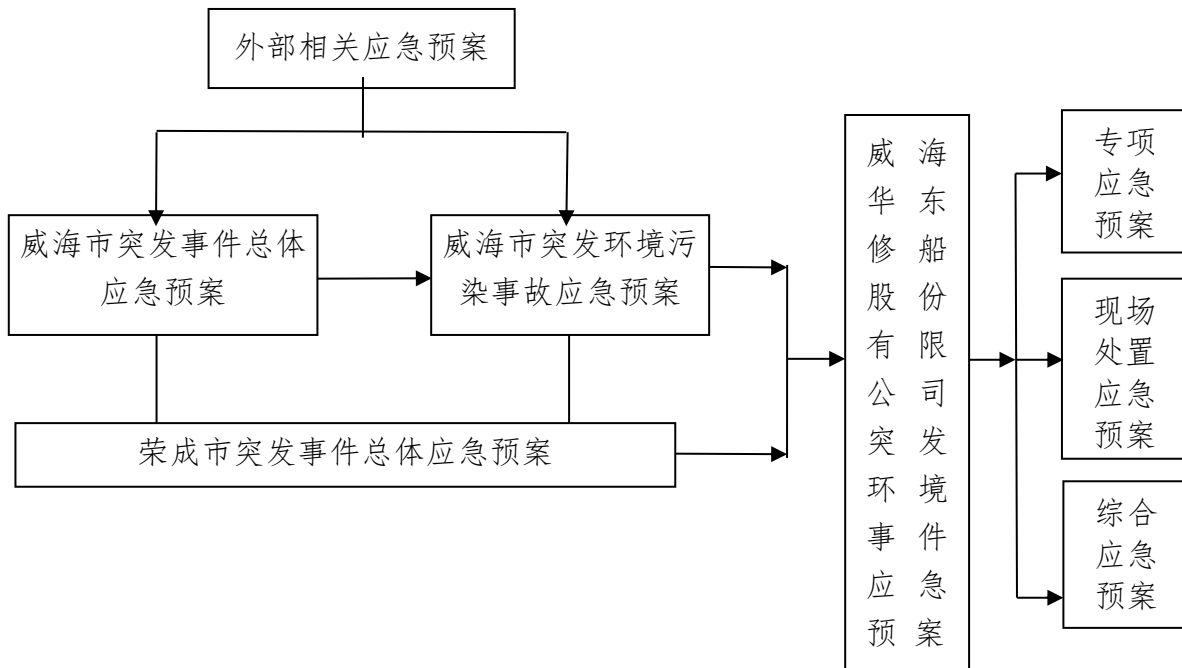 外部相关应急预案
威海市突发事件总体
应急预案
威海市突发环境污
染事故应急预案
荣成市突发事件总体应急预案
威海
华东
修船
股份
有限
公司
突发
环境
事件
应急
预案
专项
应急
预案
现场
处置
应急
预案
综合
应急
预案